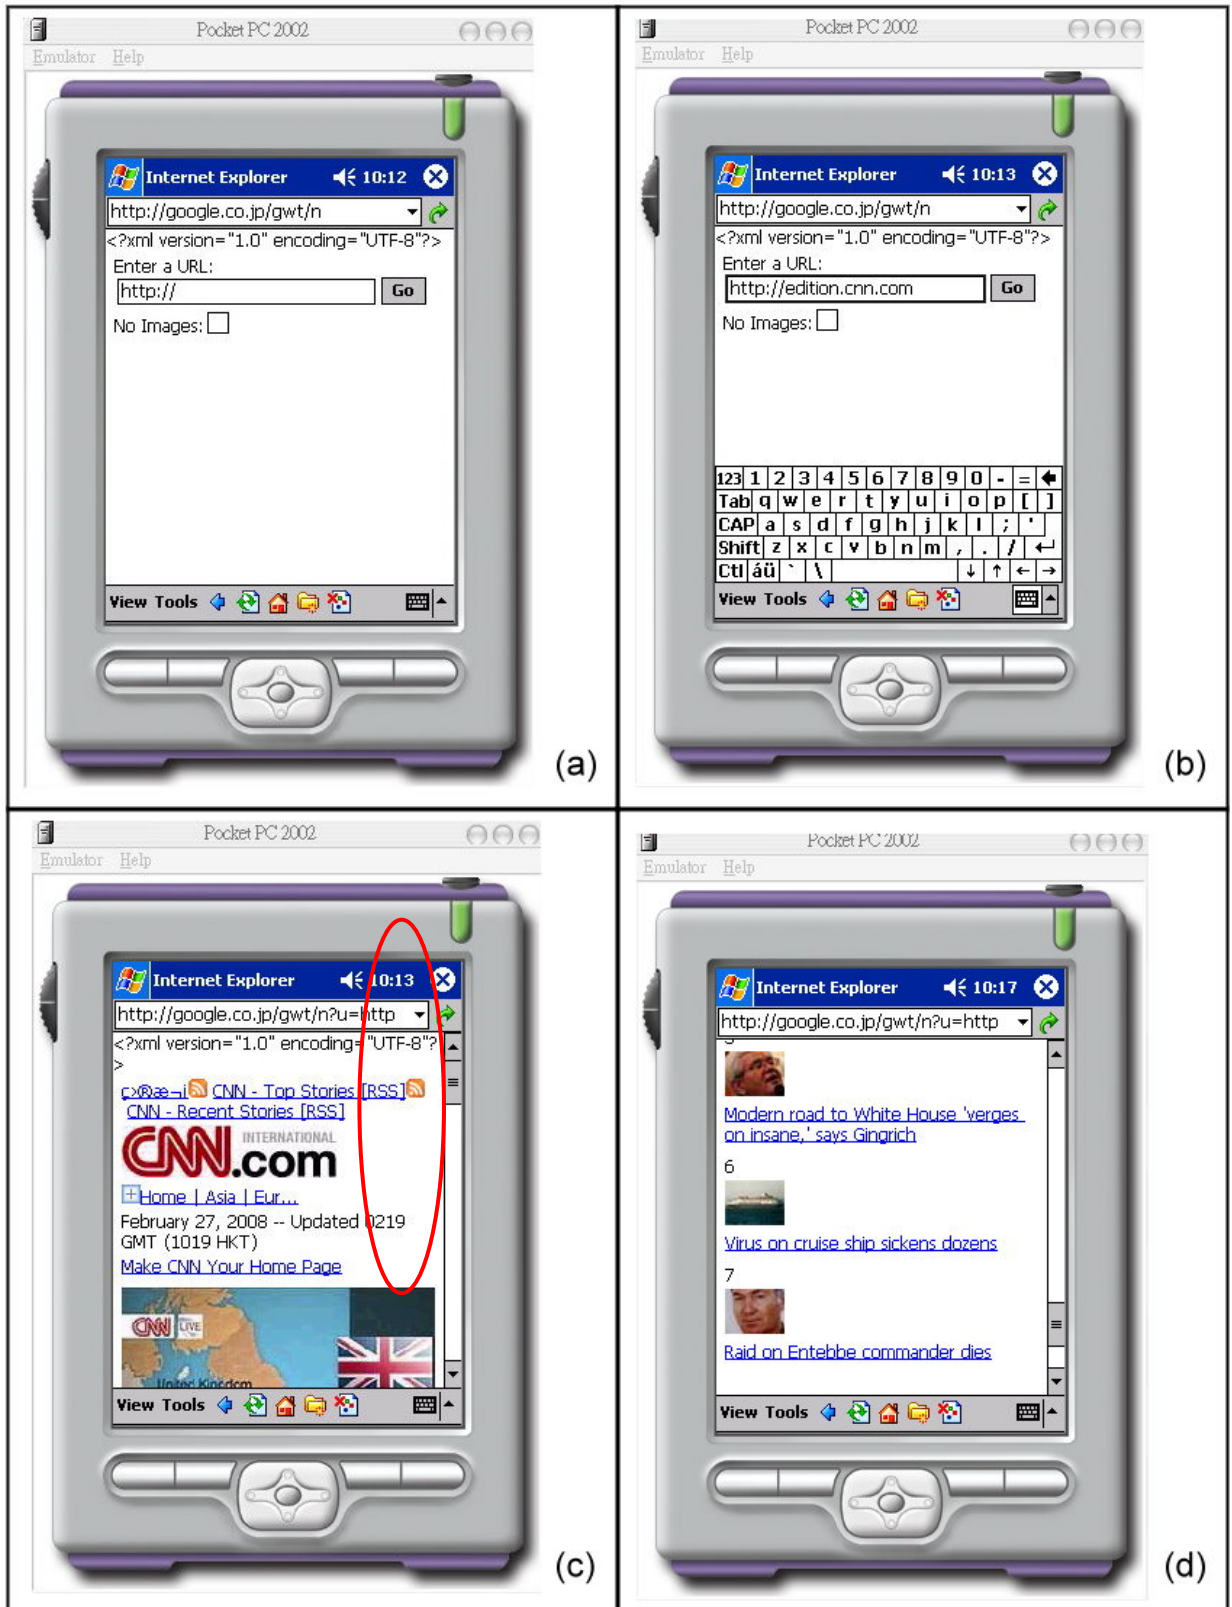 Pocket PC 2002
Emulator Help
Internet Explorer 10:12
http://google.co.jp/gwt/n
<?xml version="1.0" encoding="UTF-8"?>
Enter a URL:
http:// Go
No Images:
View Tools
(a)
Pocket PC 2002
Emulator Help
Internet Explorer 10:13
http://google.co.jp/gwt/n
<?xml version="1.0" encoding="UTF-8"?>
Enter a URL:
http://edition.cnn.com Go
No Images:
123 1 2 3 4 5 6 7 8 9 0 - =
Tab q w e r t y u i o p [ ]
CAP a s d f g h j k l ; '
Shift z x c v b n m , . /
Ctl áü ` \
View Tools
(b)
Pocket PC 2002
Emulator Help
Internet Explorer 10:13
http://google.co.jp/gwt/n?u=http
<?xml version="1.0" encoding="UTF-8"?
>
ç›®æ¬¡ CNN - Top Stories [RSS]
CNN - Recent Stories [RSS]
INTERNATIONAL
CNN.com
Home | Asia | Eur...
February 27, 2008 -- Updated 0219
GMT (1019 HKT)
Make CNN Your Home Page
CNN LIVE
United Kingdom
View Tools
(c)
Pocket PC 2002
Emulator Help
Internet Explorer 10:17
http://google.co.jp/gwt/n?u=http
Modern road to White House 'verges
on insane,' says Gingrich
6
Virus on cruise ship sickens dozens
7
Raid on Entebbe commander dies
View Tools
(d)